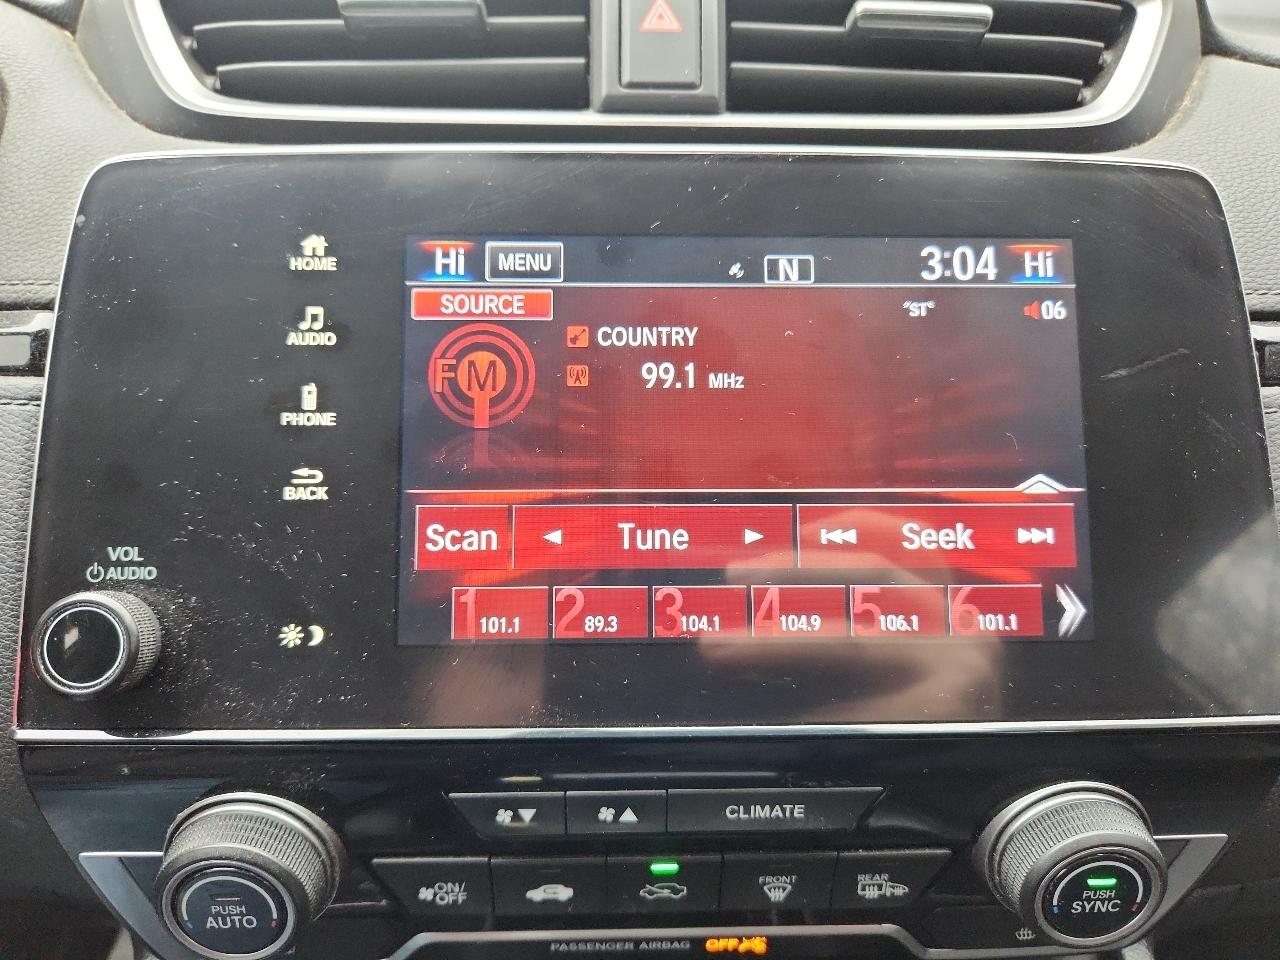 HOME
AUDIO
PHONE
BACK
VOL
AUDIO
Hi MENU N 3:04 Hi
SOURCE "ST" 06
FM
COUNTRY
99.1 MHz
Scan Tune Seek
1 101.1 2 89.3 3 104.1 4 104.9 5 106.1 6 101.1
CLIMATE
ON/OFF
FRONT
REAR
PUSH
AUTO
PUSH
SYNC
PASSENGER AIRBAG OFF